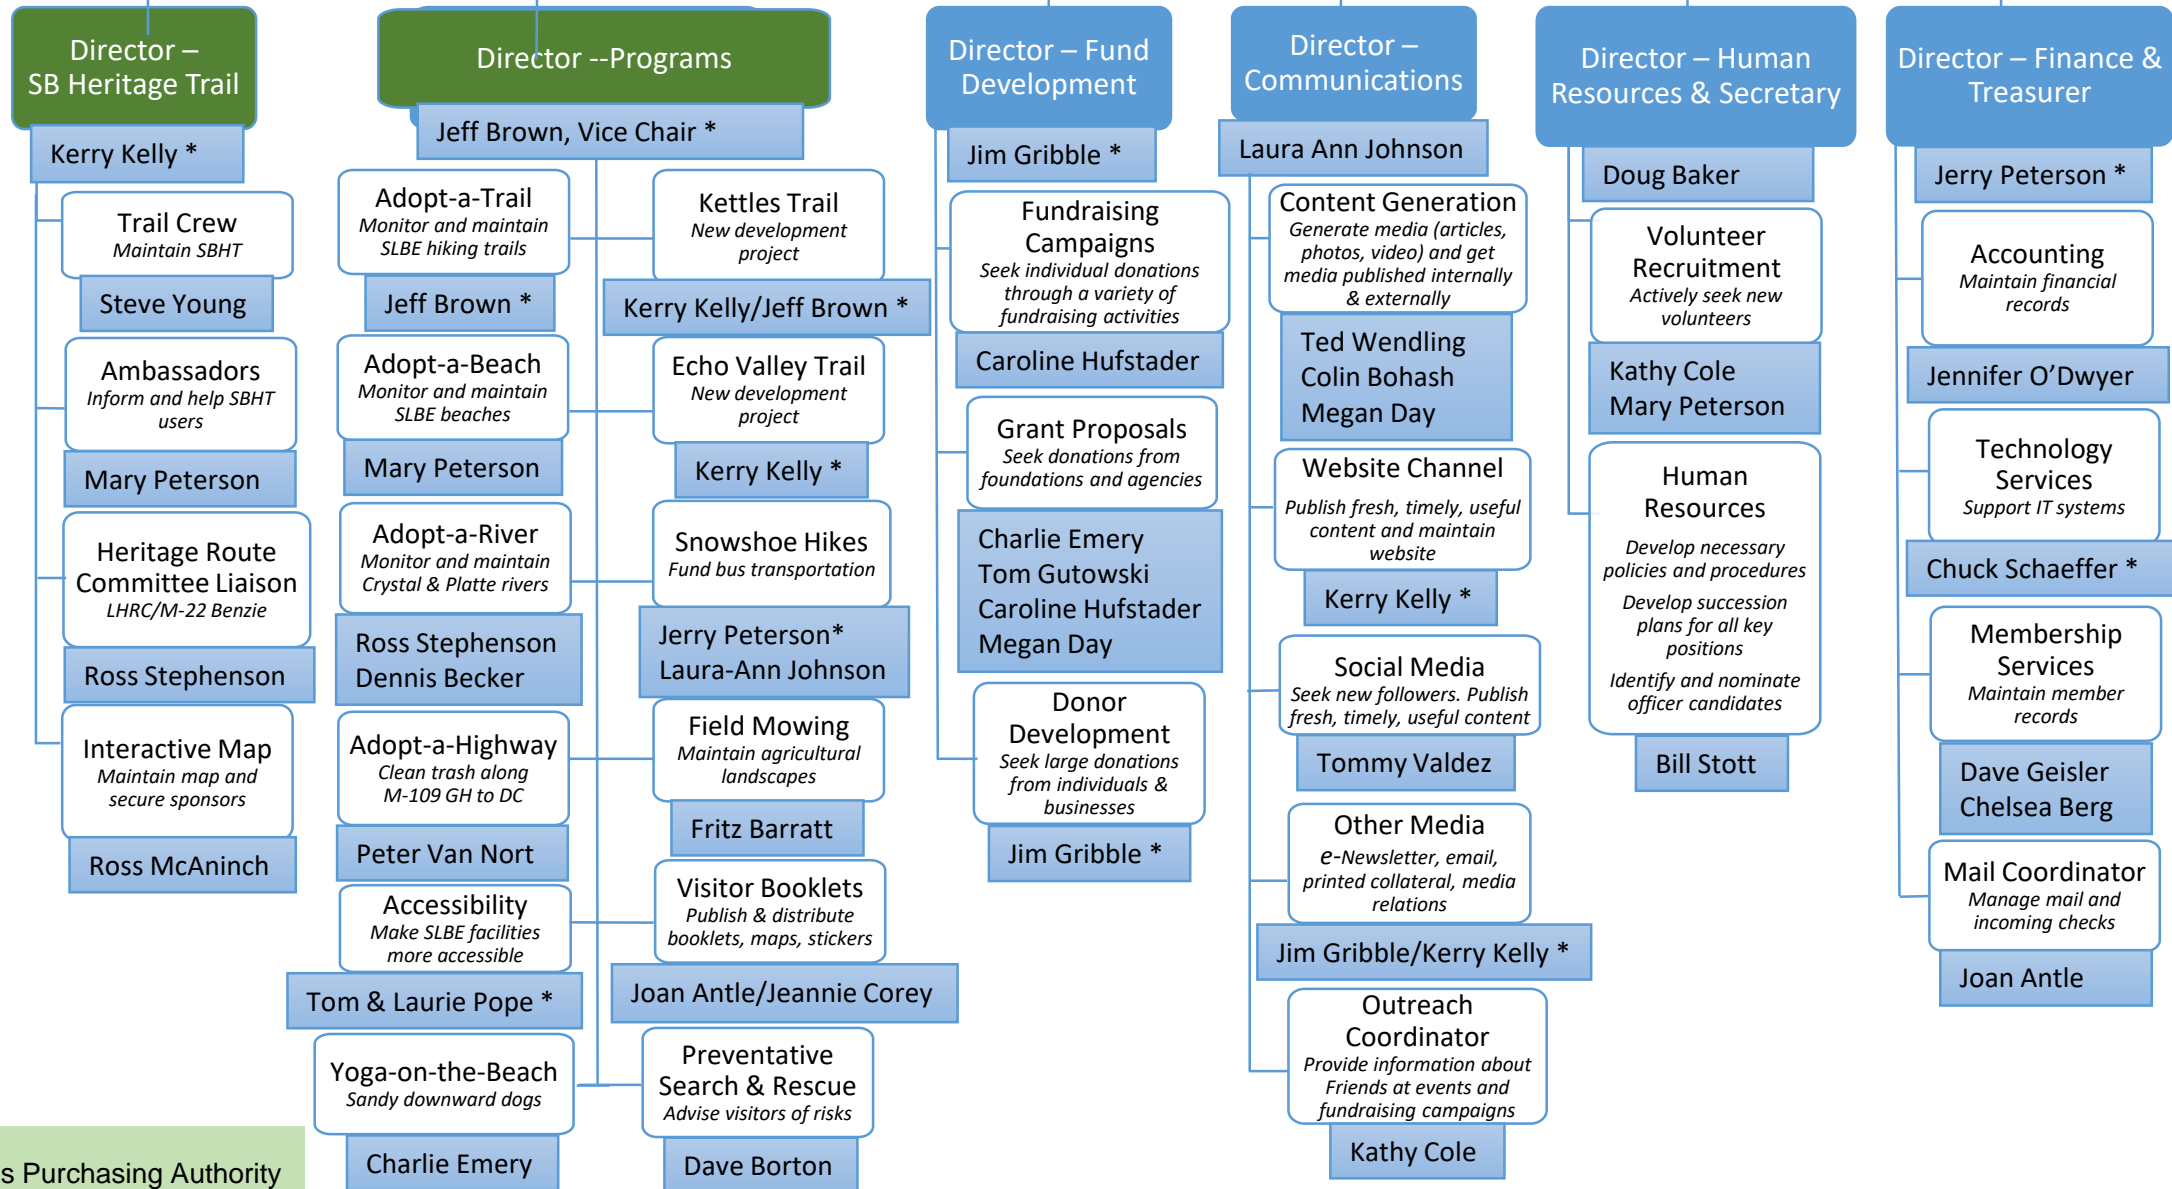 Director –
SB Heritage Trail
Kerry Kelly *
Trail Crew
Maintain SBHT
Steve Young
Ambassadors
Inform and help SBHT
users
Mary Peterson
Heritage Route
Committee Liaison
LHRC/M-22 Benzie
Ross Stephenson
Interactive Map
Maintain map and
secure sponsors
Ross McAninch
Director --Programs
Jeff Brown, Vice Chair *
Adopt-a-Trail
Monitor and maintain
SLBE hiking trails
Jeff Brown *
Adopt-a-Beach
Monitor and maintain
SLBE beaches
Mary Peterson
Adopt-a-River
Monitor and maintain
Crystal & Platte rivers
Ross Stephenson
Dennis Becker
Adopt-a-Highway
Clean trash along
M-109 GH to DC
Peter Van Nort
Accessibility
Make SLBE facilities
more accessible
Tom & Laurie Pope *
Yoga-on-the-Beach
Sandy downward dogs
Charlie Emery
Kettles Trail
New development
project
Kerry Kelly/Jeff Brown *
Echo Valley Trail
New development
project
Kerry Kelly *
Snowshoe Hikes
Fund bus transportation
Jerry Peterson*
Laura-Ann Johnson
Field Mowing
Maintain agricultural
landscapes
Fritz Barratt
Visitor Booklets
Publish & distribute
booklets, maps, stickers
Joan Antle/Jeannie Corey
Preventative
Search & Rescue
Advise visitors of risks
Dave Borton
Director – Fund
Development
Jim Gribble *
Fundraising
Campaigns
Seek individual donations
through a variety of
fundraising activities
Caroline Hufstader
Grant Proposals
Seek donations from
foundations and agencies
Charlie Emery
Tom Gutowski
Caroline Hufstader
Megan Day
Donor
Development
Seek large donations
from individuals &
businesses
Jim Gribble *
Director –
Communications
Laura Ann Johnson
Content Generation
Generate media (articles,
photos, video) and get
media published internally
& externally
Ted Wendling
Colin Bohash
Megan Day
Website Channel
Publish fresh, timely, useful
content and maintain
website
Kerry Kelly *
Social Media
Seek new followers. Publish
fresh, timely, useful content
Tommy Valdez
Other Media
e-Newsletter, email,
printed collateral, media
relations
Jim Gribble/Kerry Kelly *
Outreach
Coordinator
Provide information about
Friends at events and
fundraising campaigns
Kathy Cole
Director – Human
Resources & Secretary
Doug Baker
Volunteer
Recruitment
Actively seek new
volunteers
Kathy Cole
Mary Peterson
Human
Resources
Develop necessary
policies and procedures
Develop succession
plans for all key
positions
Identify and nominate
officer candidates
Bill Stott
Director – Finance &
Treasurer
Jerry Peterson *
Accounting
Maintain financial
records
Jennifer O’Dwyer
Technology
Services
Support IT systems
Chuck Schaeffer *
Membership
Services
Maintain member
records
Dave Geisler
Chelsea Berg
Mail Coordinator
Manage mail and
incoming checks
Joan Antle
s Purchasing Authority